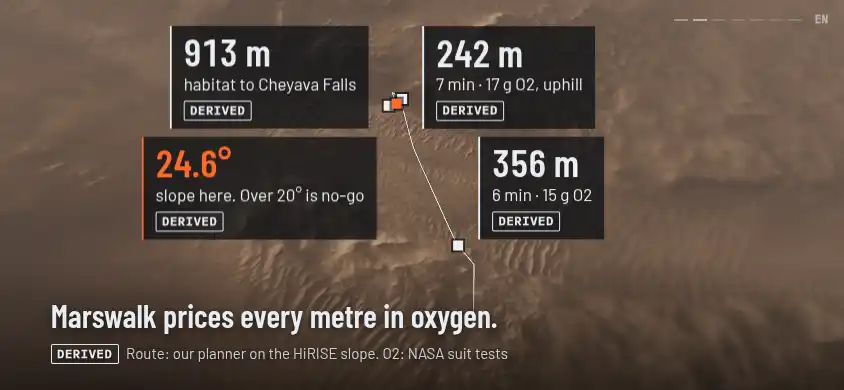 EN
913 m
habitat to Cheyava Falls
DERIVED
242 m
7 min · 17 g O2, uphill
DERIVED
24.6°
slope here. Over 20° is no-go
DERIVED
356 m
6 min · 15 g O2
DERIVED
Marswalk prices every metre in oxygen.
DERIVED Route: our planner on the HiRISE slope. O2: NASA suit tests